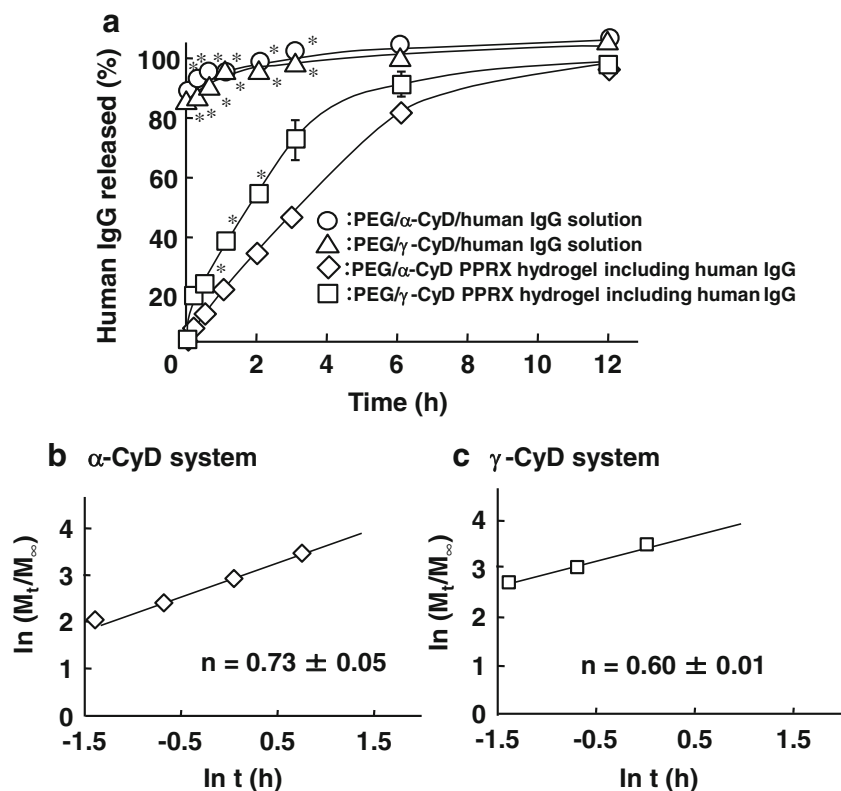 a
Human IgG released (%)
100
80
60
40
20
0
2
4
6
8
10
12
Time (h)
:PEG/α-CyD/human IgG solution
:PEG/γ-CyD/human IgG solution
:PEG/α-CyD PPRX hydrogel including human IgG
:PEG/γ-CyD PPRX hydrogel including human IgG
b α-CyD system
ln (Mt/M∞)
4
3
2
1
0
n = 0.73 ± 0.05
-1.5 -0.5 0.5 1.5
ln t (h)
c γ-CyD system
ln (Mt/M∞)
4
3
2
1
0
n = 0.60 ± 0.01
-1.5 -0.5 0.5 1.5
ln t (h)